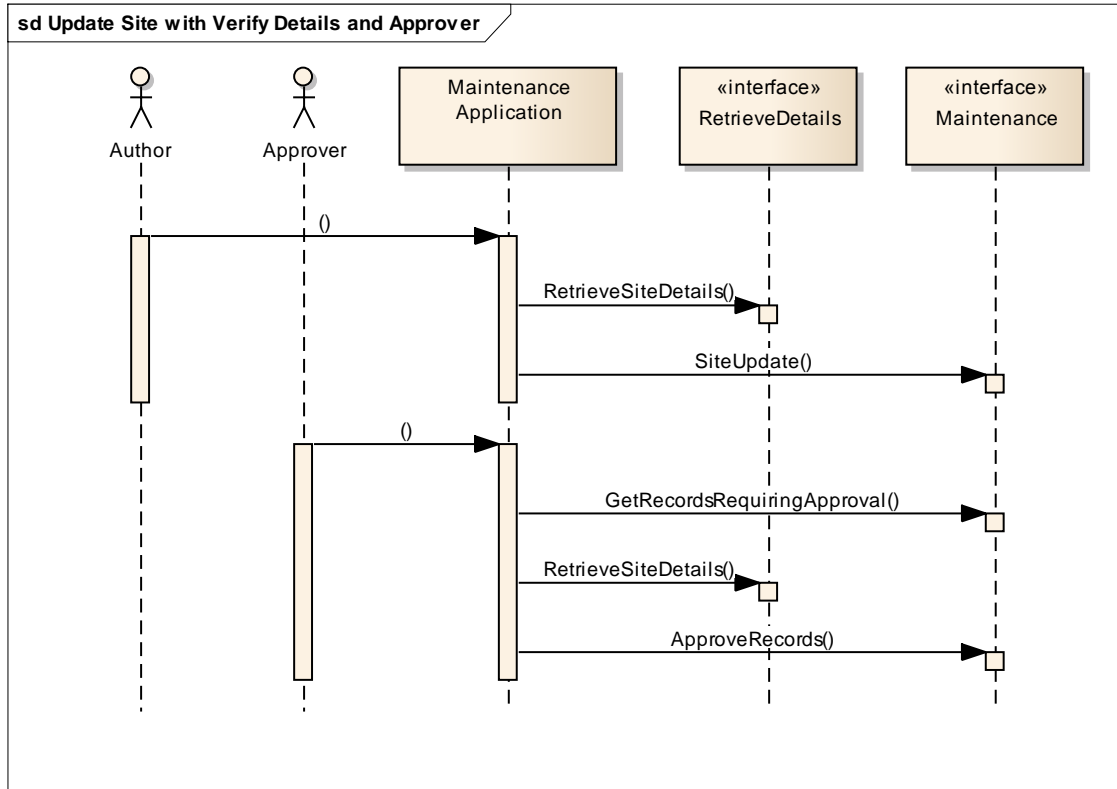 sd Update Site with Verify Details and Approver
Author
Approver
Maintenance
Application
«interface»
RetrieveDetails
«interface»
Maintenance
()
RetrieveSiteDetails()
SiteUpdate()
()
GetRecordsRequiringApproval()
RetrieveSiteDetails()
ApproveRecords()